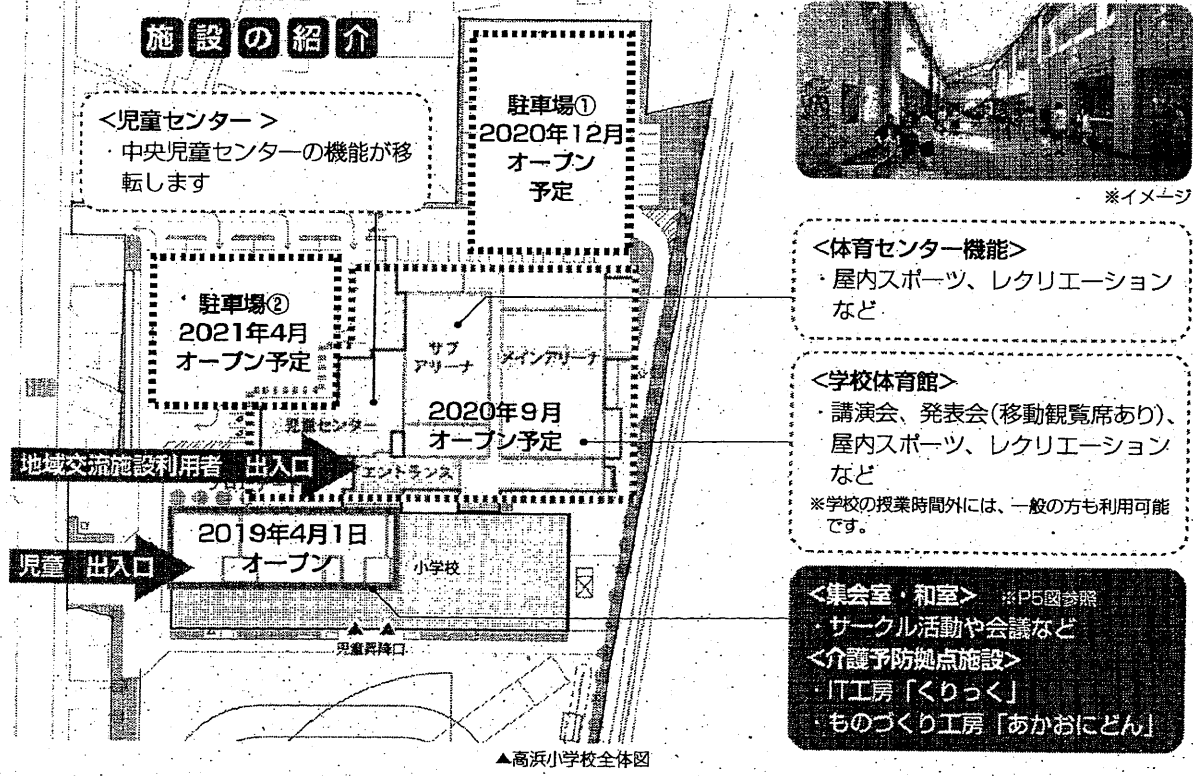 施設の紹介
<児童センター>
・中央児童センターの機能が移
転します
駐車場①
2020年12月
オープン
予定
※イメージ
<体育センター機能>
・屋内スポーツ、レクリエーション
など
駐車場②
2021年4月
オープン予定
サブ
アリーナ
メインアリーナ
2020年9月
オープン予定
児童センター
<学校体育館>
・講演会、発表会(移動観覧席あり)、
屋内スポーツ、レクリエーション
など
※学校の授業時間外には、一般の方も利用可能
です。
地域交流施設利用者 出入口
エントランス
2019年4月1日
オープン
児童 出入口
小学校
児童昇降口
<集会室・和室> ※P5図参照
・サークル活動や会議など
<介護予防拠点施設>
・IT工房「くりっく」
・ものづくり工房「あかおにどん」
▲高浜小学校全体図